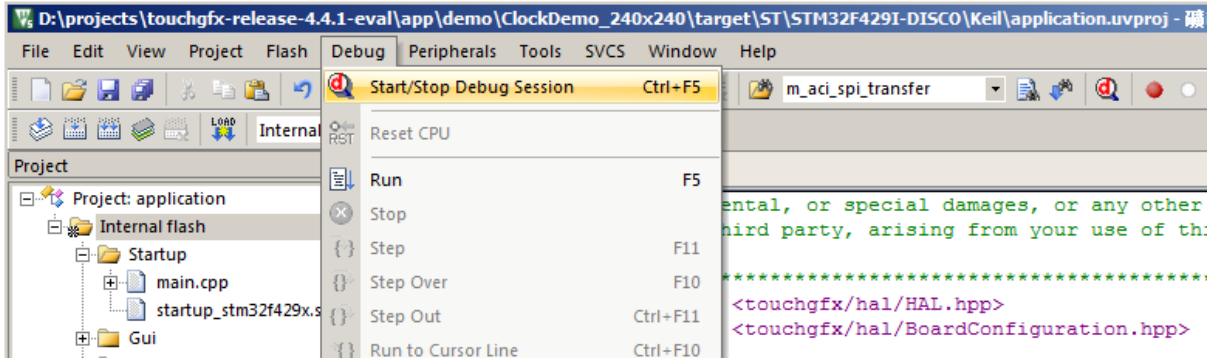 D:\projects\touchgfx-release-4.4.1-eval\app\demo\ClockDemo_240x240\target\ST\STM32F429I-DISCO\Keil\application.uvproj -
File Edit View Project Flash Debug Peripherals Tools SVCS Window Help
Start/Stop Debug Session Ctrl+F5
m_aci_spi_transfer
LOAD
Internal
RST Reset CPU
Project
Run F5
Project: application
Internal flash
Stop
Startup
Step F11
main.cpp
Step Over F10
startup_stm32f429x.s
Step Out Ctrl+F11
Gui
Run to Cursor Line Ctrl+F10
ental, or special damages, or any other
hird party, arising from your use of thi
<touchgfx/hal/HAL.hpp>
<touchgfx/hal/BoardConfiguration.hpp>